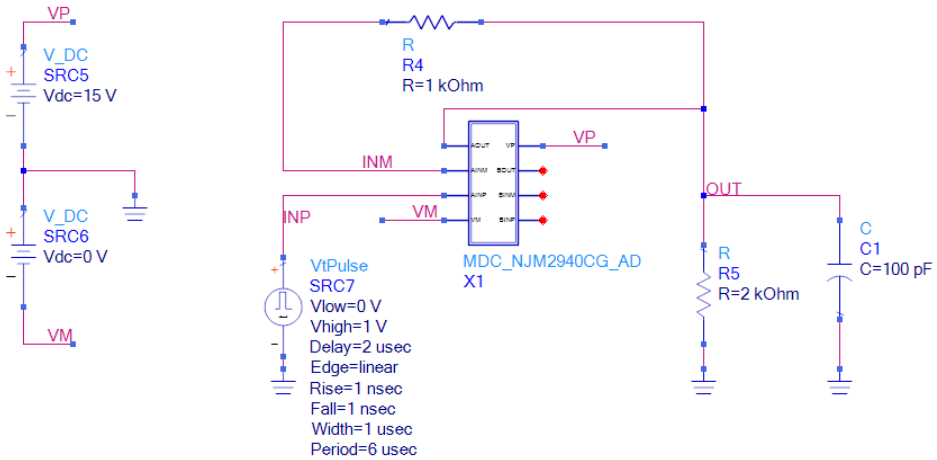 VP
+
V_DC
SRC5
Vdc=15 V
−
+
V_DC
SRC6
Vdc=0 V
−
VM
R
R4
R=1 kOhm
INM
INP
VM
AOUT
AINM
AINP
VM
VP
BOUT
BINM
BINP
VP
MDC_NJM2940CG_AD
X1
+
−
VtPulse
SRC7
Vlow=0 V
Vhigh=1 V
Delay=2 usec
Edge=linear
Rise=1 nsec
Fall=1 nsec
Width=1 usec
Period=6 usec
OUT
R
R5
R=2 kOhm
C
C1
C=100 pF